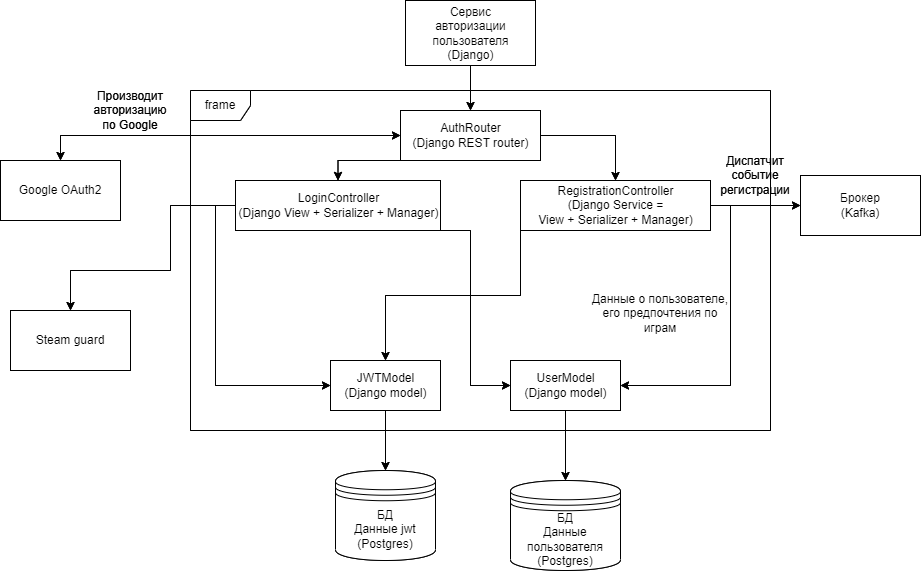 Сервис
авторизации
пользователя
(Django)
Производит
авторизацию
по Google
frame
AuthRouter
(Django REST router)
Google OAuth2
LoginController
(Django View + Serializer + Manager)
RegistrationController
(Django Service =
View + Serializer + Manager)
Диспатчит
событие
регистрации
Брокер
(Kafka)
Steam guard
Данные о пользователе,
его предпочтения по
играм
JWTModel
(Django model)
UserModel
(Django model)
БД
Данные jwt
(Postgres)
БД
Данные
пользователя
(Postgres)